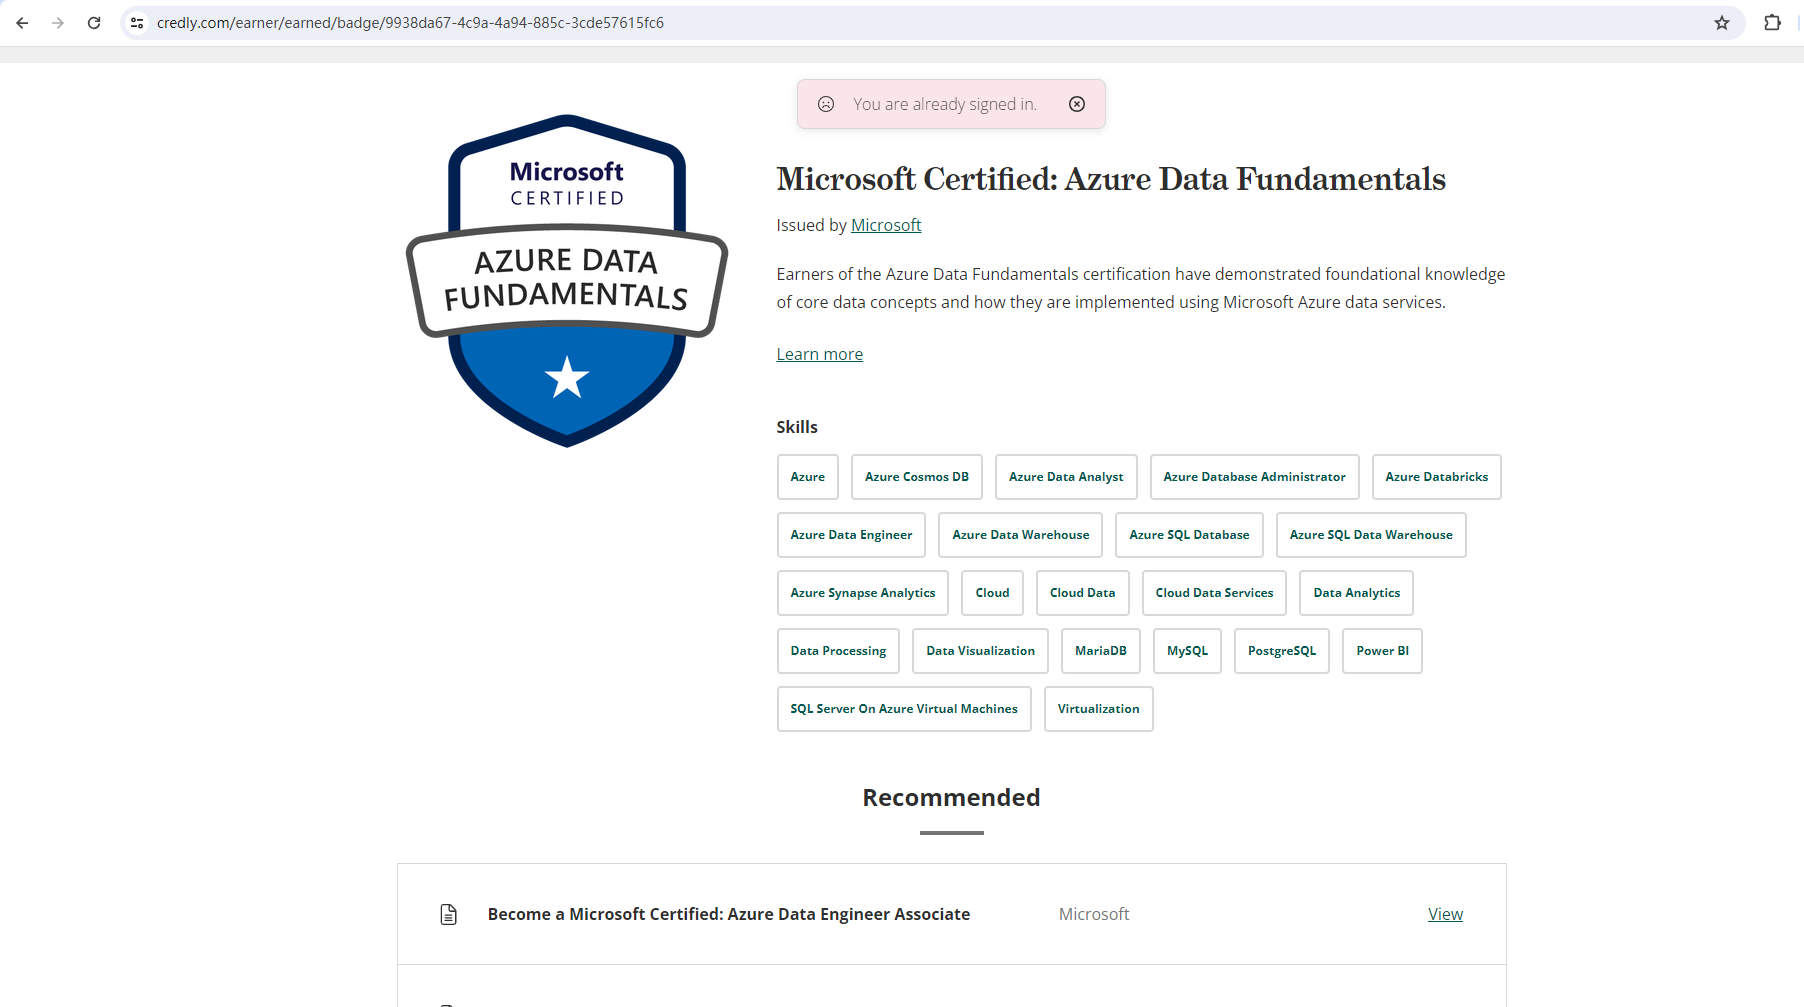 credly.com/earner/earned/badge/9938da67-4c9a-4a94-885c-3cde57615fc6
You are already signed in.
Microsoft
CERTIFIED
AZURE DATA
FUNDAMENTALS
Microsoft Certified: Azure Data Fundamentals
Issued by Microsoft
Earners of the Azure Data Fundamentals certification have demonstrated foundational knowledge
of core data concepts and how they are implemented using Microsoft Azure data services.
Learn more
Skills
Azure Azure Cosmos DB Azure Data Analyst Azure Database Administrator Azure Databricks
Azure Data Engineer Azure Data Warehouse Azure SQL Database Azure SQL Data Warehouse
Azure Synapse Analytics Cloud Cloud Data Cloud Data Services Data Analytics
Data Processing Data Visualization MariaDB MySQL PostgreSQL Power BI
SQL Server On Azure Virtual Machines Virtualization
Recommended
Become a Microsoft Certified: Azure Data Engineer Associate Microsoft View